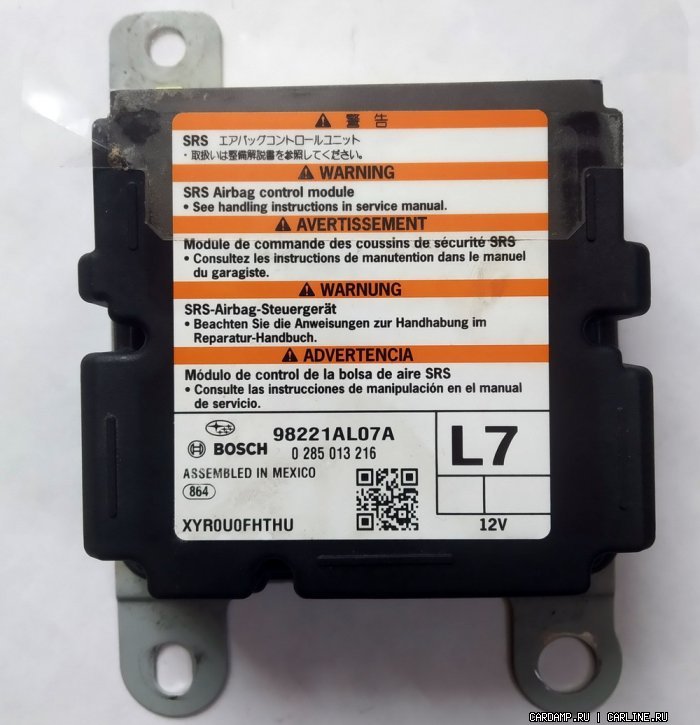 警告
SRS エアバッグコントロールユニット
・取扱いは整備解説書を参照してください。
WARNING
SRS Airbag control module
• See handling instructions in service manual.
AVERTISSEMENT
Module de commande des coussins de sécurité SRS
• Consultez les instructions de manutention dans le manuel
du garagiste.
WARNUNG
SRS-Airbag-Steuergerät
• Beachten Sie die Anweisungen zur Handhabung im
Reparatur-Handbuch.
ADVERTENCIA
Módulo de control de la bolsa de aire SRS
• Consulte las instrucciones de manipulación en el manual
de servicio.
98221AL07A
BOSCH 0 285 013 216
ASSEMBLED IN MEXICO
864
XYR0U0FHTHU
L7
12V
CARDAMP.RU | CARLINE.RU